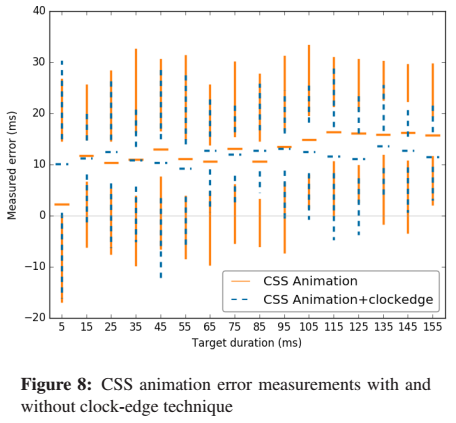 40
30
20
10
0
−10
−20
Measured error (ms)
CSS Animation
CSS Animation+clockedge
5 15 25 35 45 55 65 75 85 95 105 115 125 135 145 155
Target duration (ms)
Figure 8: CSS animation error measurements with and
without clock-edge technique